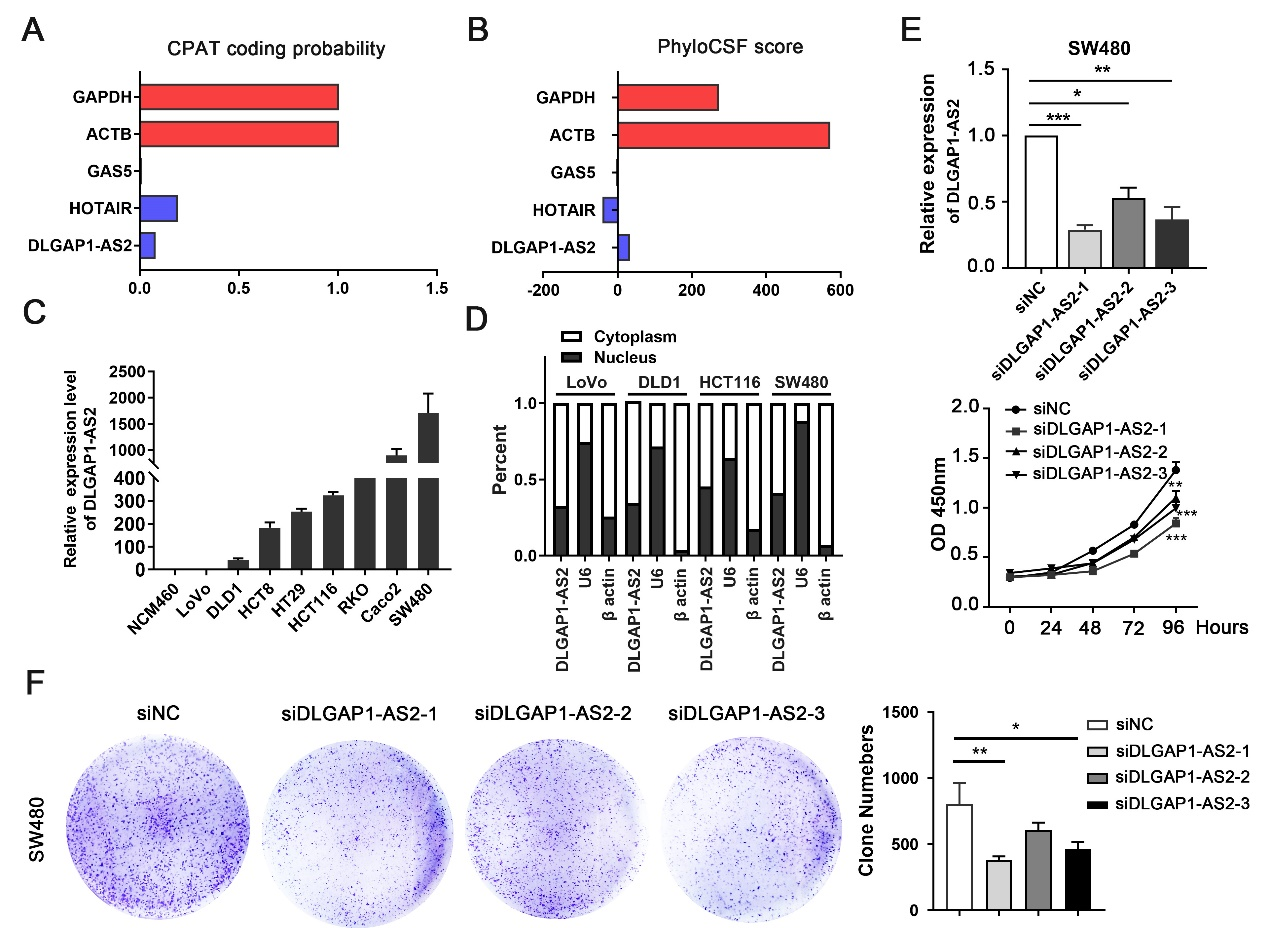 A
CPAT coding probability
GAPDH
ACTB
GAS5
HOTAIR
DLGAP1-AS2
0.0 0.5 1.0 1.5
B
PhyloCSF score
GAPDH
ACTB
GAS5
HOTAIR
DLGAP1-AS2
-200 0 200 400 600
C
Relative expression level
of DLGAP1-AS2
2500
2000
1500
1000
400
300
200
100
0
NCM460 LoVo DLD1 HCT8 HT29 HCT116 RKO Caco2 SW480
D
Cytoplasm
Nucleus
LoVo DLD1 HCT116 SW480
Percent
1.0
0.5
0.0
DLGAP1-AS2 U6 β actin DLGAP1-AS2 U6 β actin DLGAP1-AS2 U6 β actin DLGAP1-AS2 U6 β actin
E
SW480
Relative expression
of DLGAP1-AS2
1.5
1.0
0.5
0.0
**
*
***
siNC siDLGAP1-AS2-1 siDLGAP1-AS2-2 siDLGAP1-AS2-3
OD 450nm
2.0
1.5
1.0
0.5
0.0
siNC
siDLGAP1-AS2-1
siDLGAP1-AS2-2
siDLGAP1-AS2-3
**
***
***
0 24 48 72 96 Hours
F
siNC siDLGAP1-AS2-1 siDLGAP1-AS2-2 siDLGAP1-AS2-3
SW480
Clone Numebers
1500
1000
500
0
*
**
siNC
siDLGAP1-AS2-1
siDLGAP1-AS2-2
siDLGAP1-AS2-3